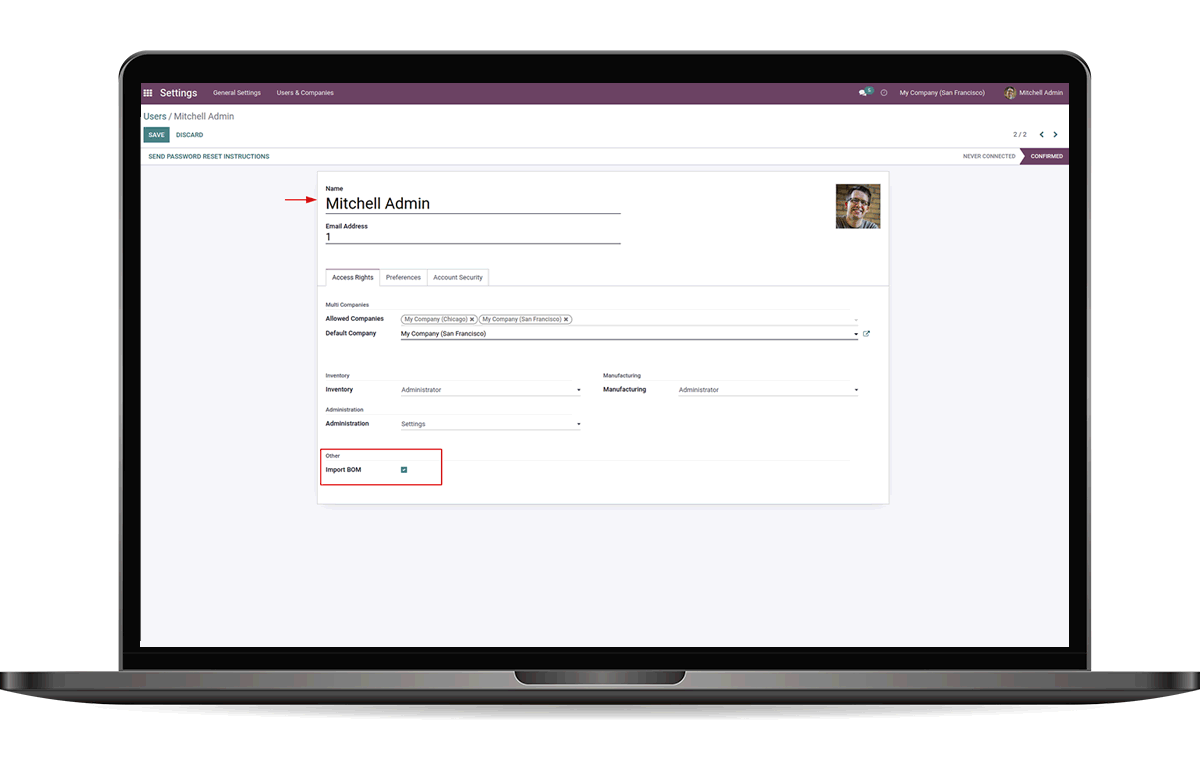 Settings General Settings Users & Companies 5 My Company (San Francisco) Mitchell Admin
Users / Mitchell Admin
SAVE DISCARD 2 / 2
SEND PASSWORD RESET INSTRUCTIONS NEVER CONNECTED CONFIRMED
Name
Mitchell Admin
Email Address
1
Access Rights Preferences Account Security
Multi Companies
Allowed Companies My Company (Chicago) My Company (San Francisco)
Default Company My Company (San Francisco)
Inventory Manufacturing
Inventory Administrator Manufacturing Administrator
Administration
Administration Settings
Other
Import BOM